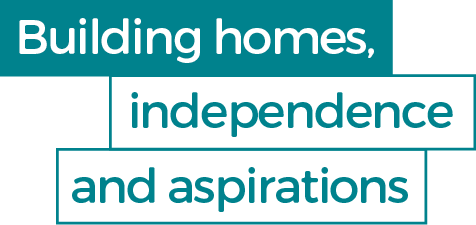 Building homes,
independence
and aspirations